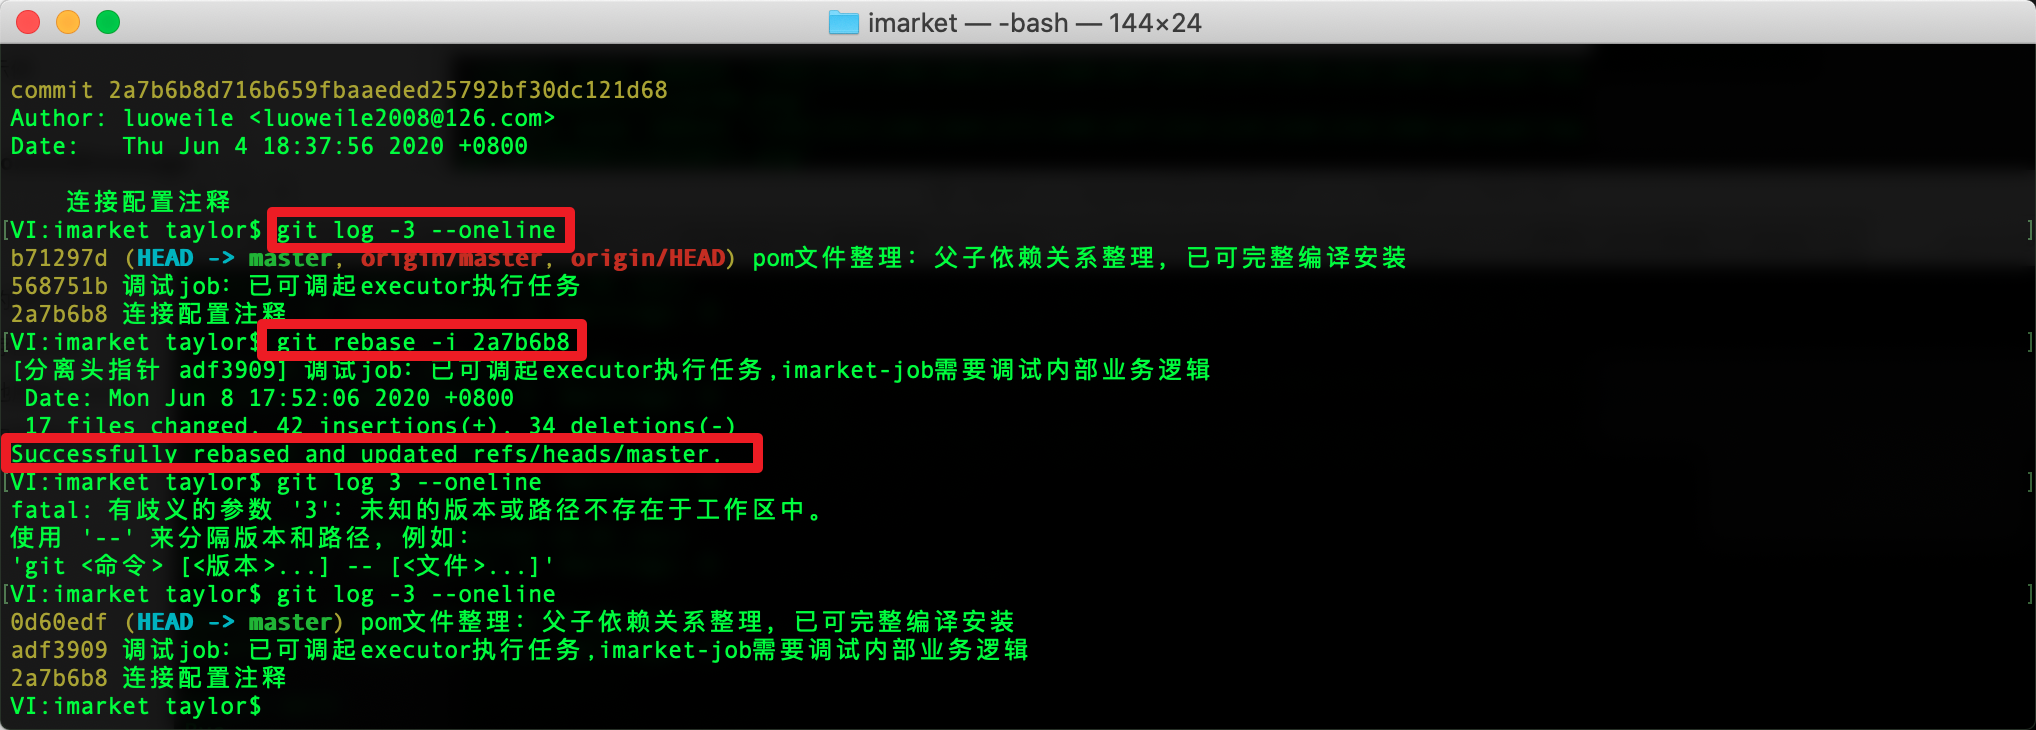 imarket — -bash — 144×24
commit 2a7b6b8d716b659fbaaeded25792bf30dc121d68
Author: luoweile <luoweile2008@126.com>
Date:   Thu Jun 4 18:37:56 2020 +0800
连接配置注释
[VI:imarket taylor$ git log -3 --oneline ]
b71297d (HEAD -> master, origin/master, origin/HEAD) pom文件整理: 父子依赖关系整理, 已可完整编译安装
568751b 调试job: 已可调起executor执行任务
2a7b6b8 连接配置注释
[VI:imarket taylor$ git rebase -i 2a7b6b8 ]
[分离头指针 adf3909] 调试job: 已可调起executor执行任务,imarket-job需要调试内部业务逻辑
Date: Mon Jun 8 17:52:06 2020 +0800
17 files changed, 42 insertions(+), 34 deletions(-)
Successfully rebased and updated refs/heads/master.
[VI:imarket taylor$ git log 3 --oneline ]
fatal: 有歧义的参数 '3': 未知的版本或路径不存在于工作区中。
使用 '--' 来分隔版本和路径, 例如:
'git <命令> [<版本>...] -- [<文件>...]'
[VI:imarket taylor$ git log -3 --oneline ]
0d60edf (HEAD -> master) pom文件整理: 父子依赖关系整理, 已可完整编译安装
adf3909 调试job: 已可调起executor执行任务,imarket-job需要调试内部业务逻辑
2a7b6b8 连接配置注释
VI:imarket taylor$